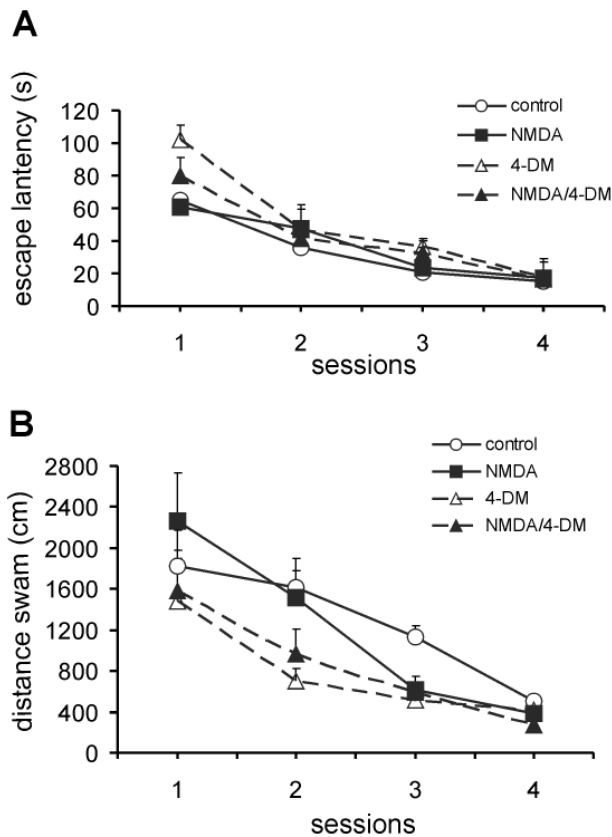 A
escape lantency (s)
120
100
80
60
40
20
0
control
NMDA
4-DM
NMDA/4-DM
1 2 3 4
sessions
B
distance swam (cm)
2800
2400
2000
1600
1200
800
400
0
control
NMDA
4-DM
NMDA/4-DM
1 2 3 4
sessions